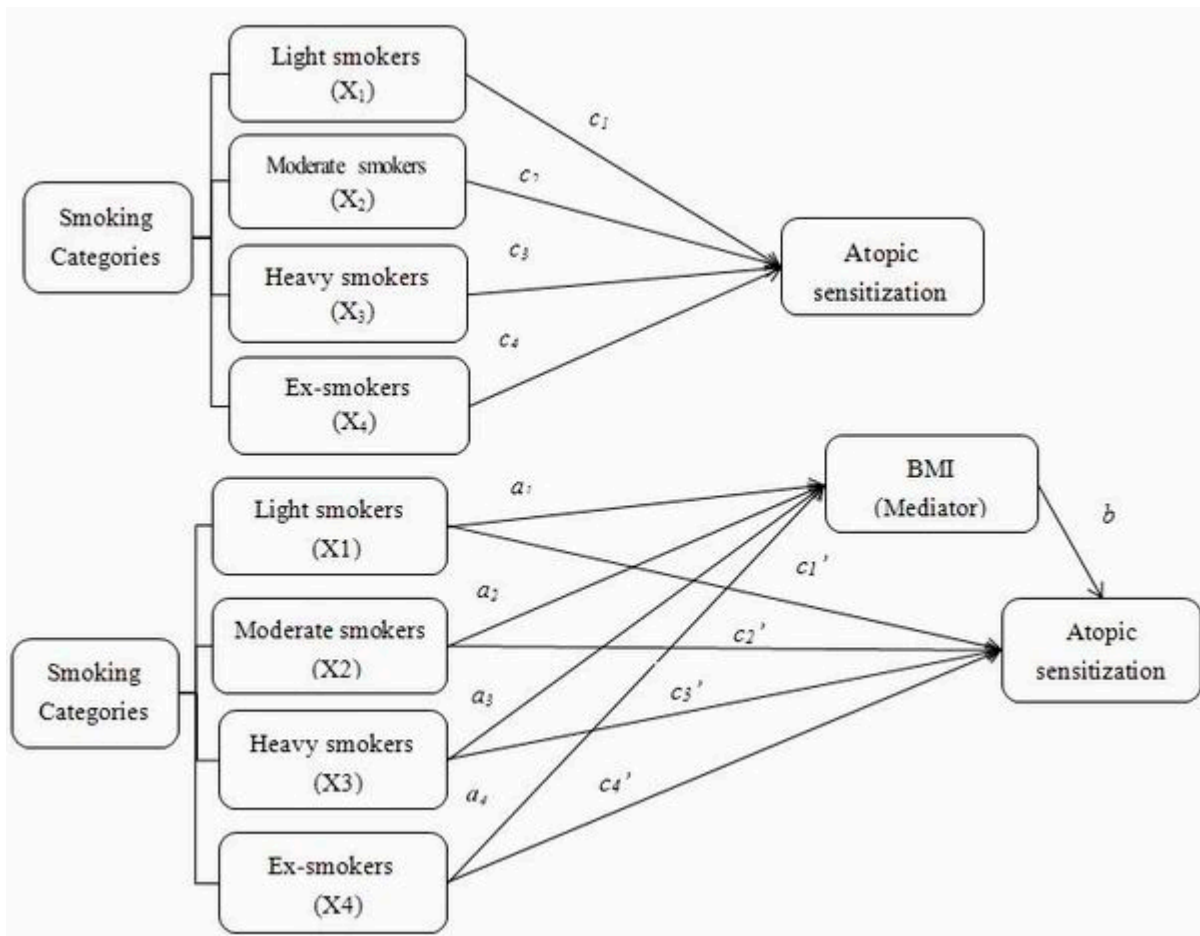 Light smokers
(X₁)
c₁
Moderate smokers
(X₂)
c₂
Smoking
Categories
Heavy smokers
(X₃)
c₃
Atopic
sensitization
Ex-smokers
(X₄)
c₄
BMI
(Mediator)
b
Light smokers
(X1)
a₁
c₁’
Moderate smokers
(X2)
a₂
c₂’
Atopic
sensitization
Smoking
Categories
Heavy smokers
(X3)
a₃
c₃’
Ex-smokers
(X4)
a₄
c₄’